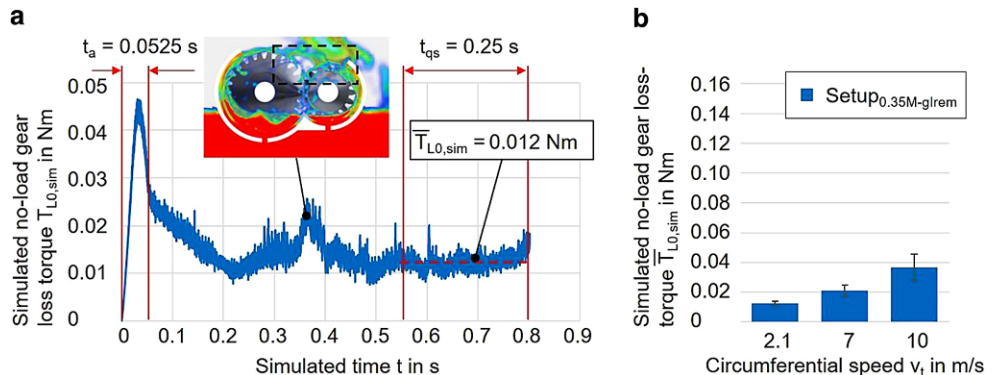 a
tₐ = 0.0525 s
t_qs = 0.25 s
Simulated no-load gear
loss torque T_L0,sim in Nm
0.05
0.04
0.03
0.02
0.01
0
T̅_L0,sim = 0.012 Nm
0 0.1 0.2 0.3 0.4 0.5 0.6 0.7 0.8 0.9
Simulated time t in s
b
Simulated no-load gear loss-
torque T̅_L0,sim in Nm
0.16
0.14
0.12
0.10
0.08
0.06
0.04
0.02
0.00
Setup_0.35M-glrem
2.1 7 10
Circumferential speed v_t in m/s